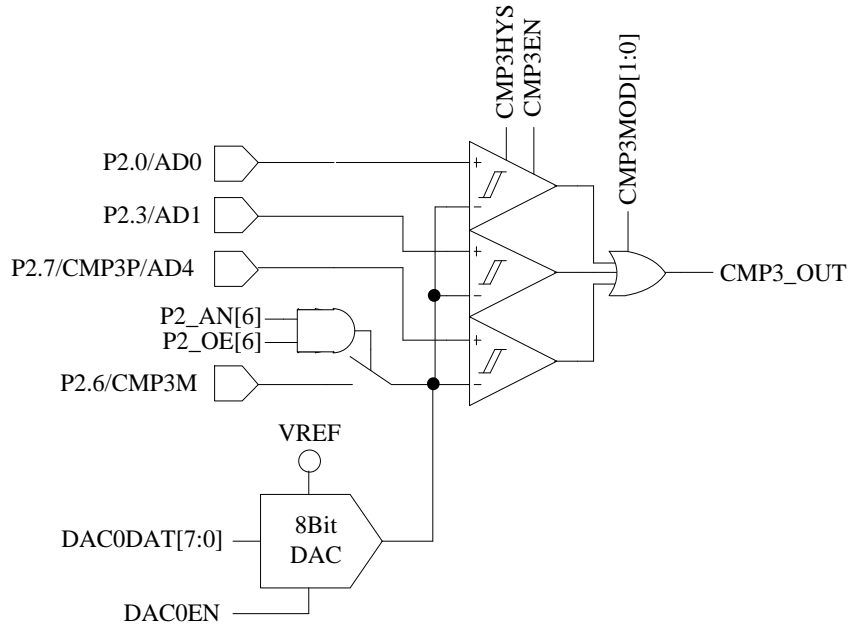 CMP3HYS
CMP3EN
CMP3MOD[1:0]
P2.0/AD0
+
-
P2.3/AD1
+
P2.7/CMP3P/AD4
CMP3_OUT
-
P2_AN[6]
P2_OE[6]
+
P2.6/CMP3M
-
VREF
8Bit
DAC
DAC0DAT[7:0]
DAC0EN